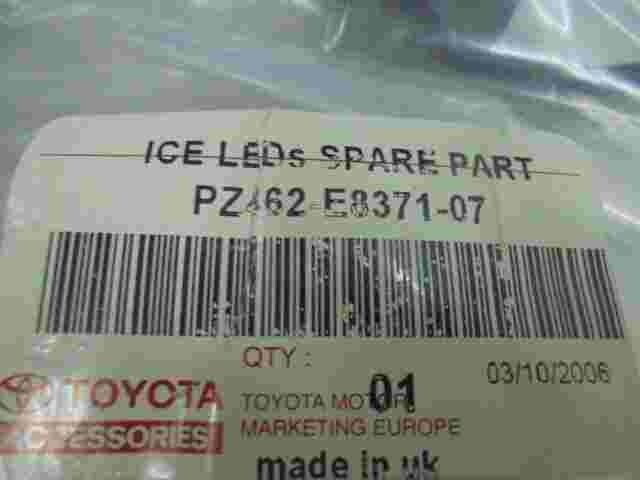 ICE LEDs SPARE PART
PZ462-E8371-07
QTY :
01
03/10/2006
TOYOTA
ACCESSORIES
TOYOTA MOTOR
MARKETING EUROPE
made in uk